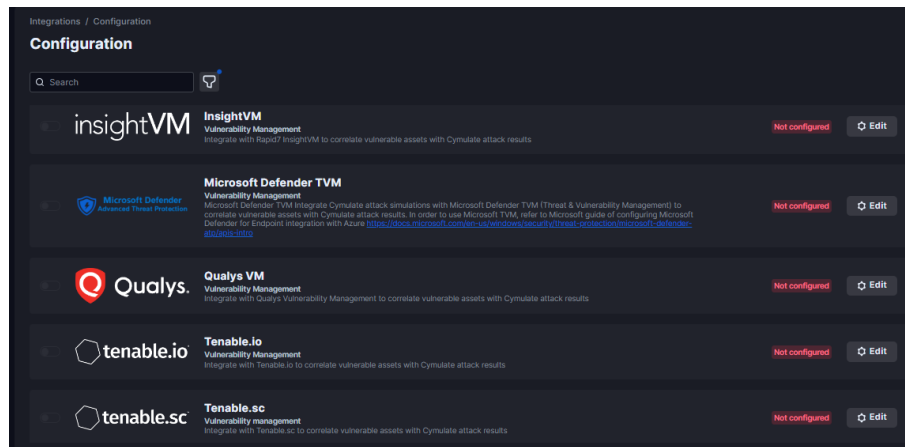 Integrations / Configuration
Configuration
Search
insightVM
InsightVM
Vulnerability Management
Integrate with Rapid7 InsightVM to correlate vulnerable assets with Cymulate attack results
Not configured
Edit
Microsoft Defender
Advanced Threat Protection
Microsoft Defender TVM
Vulnerability Management
Microsoft Defender TVM Integrate Cymulate attack simulations with Microsoft Defender TVM (Threat & Vulnerability Management) to
correlate vulnerable assets with Cymulate attack results. In order to use Microsoft TVM, refer to Microsoft guide of configuring Microsoft
Defender for Endpoint integration with Azure https://docs.microsoft.com/en-us/windows/security/threat-protection/microsoft-defender-
atp/apis-intro
Not configured
Edit
Qualys.
Qualys VM
Vulnerability Management
Integrate with Qualys Vulnerability Management to correlate vulnerable assets with Cymulate attack results
Not configured
Edit
tenable.io
Tenable.io
Vulnerability Management
Integrate with Tenable.io to correlate vulnerable assets with Cymulate attack results
Not configured
Edit
tenable.sc
Tenable.sc
Vulnerability management
Integrate with Tenable.sc to correlate vulnerable assets with Cymulate attack results
Not configured
Edit